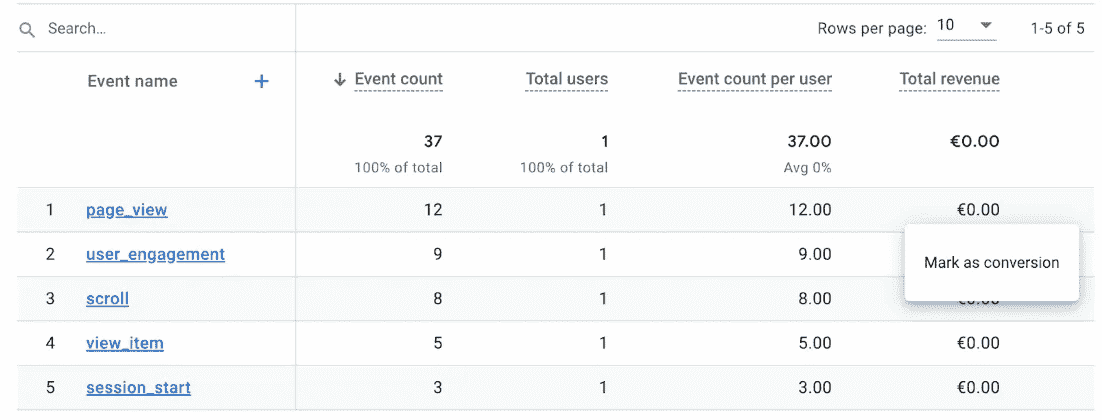 Search... Rows per page: 10 1-5 of 5
Event name + Event count Total users Event count per user Total revenue
37 1 37.00 €0.00
100% of total 100% of total Avg 0%
1 page_view 12 1 12.00 €0.00
2 user_engagement 9 1 9.00
Mark as conversion
3 scroll 8 1 8.00 €0.00
4 view_item 5 1 5.00 €0.00
5 session_start 3 1 3.00 €0.00